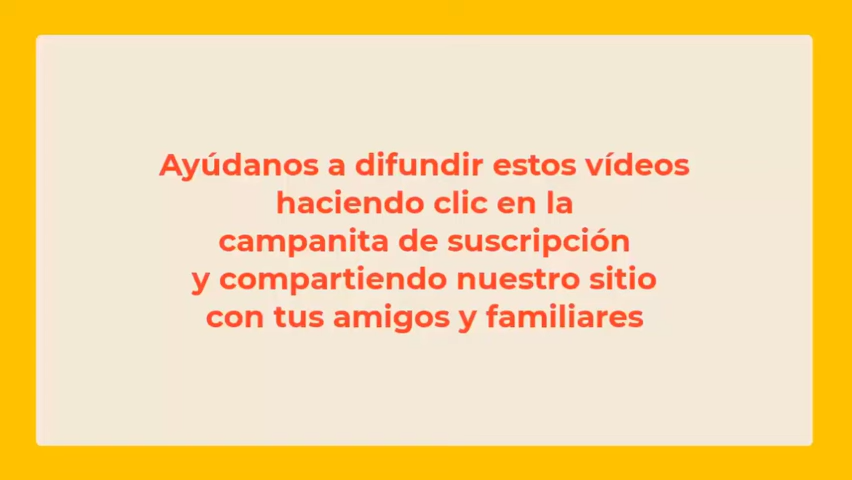 Ayúdanos a difundir estos vídeos
haciendo clic en la
campanita de suscripción
y compartiendo nuestro sitio
con tus amigos y familiares